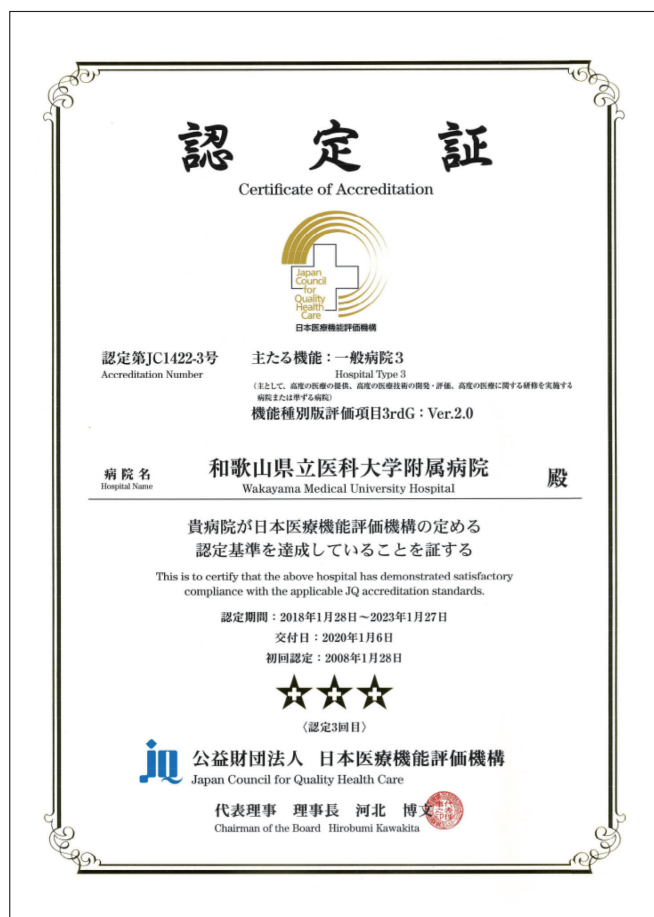 認定証
Certificate of Accreditation
Japan
Council
for
Quality
Health
Care
日本医療機能評価機構
認定第JC1422-3号
Accreditation Number
主たる機能：一般病院３
Hospital Type 3
（主として、高度の医療の提供、高度の医療技術の開発・評価、高度の医療に関する研修を実施する
病院または準ずる病院）
機能種別版評価項目3rdG：Ver.2.0
病院名
Hospital Name
和歌山県立医科大学附属病院
Wakayama Medical University Hospital
殿
貴病院が日本医療機能評価機構の定める
認定基準を達成していることを証する
This is to certify that the above hospital has demonstrated satisfactory
compliance with the applicable JQ accreditation standards.
認定期間：2018年1月28日～2023年1月27日
交付日：2020年1月6日
初回認定：2008年1月28日
〈認定3回目〉
JQ
公益財団法人 日本医療機能評価機構
Japan Council for Quality Health Care
代表理事 理事長 河北 博文
Chairman of the Board Hirobumi Kawakita